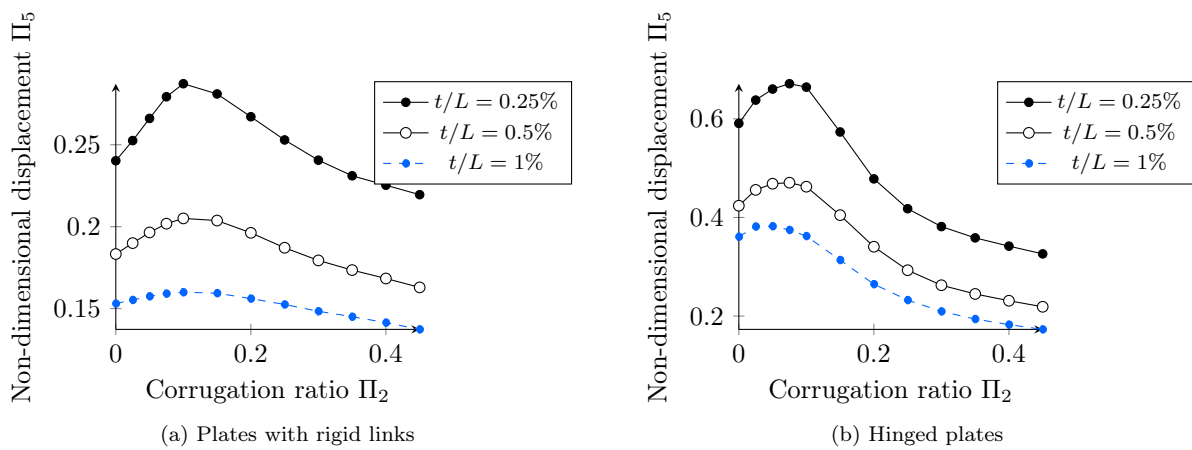 Non-dimensional displacement Π₅
0.25
0.2
0.15
0
0.2
0.4
Corrugation ratio Π₂
t/L = 0.25%
t/L = 0.5%
t/L = 1%
(a) Plates with rigid links
Non-dimensional displacement Π₅
0.6
0.4
0.2
0
0.2
0.4
Corrugation ratio Π₂
t/L = 0.25%
t/L = 0.5%
t/L = 1%
(b) Hinged plates